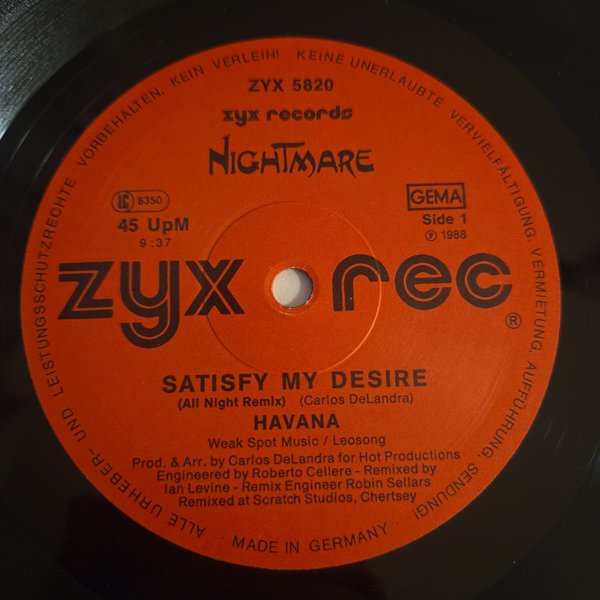 ALLE URHEBER- UND LEISTUNGSSCHUTZRECHTE VORBEHALTEN, KEIN VERLEIH! KEINE UNERLAUBTE VERVIELFÄLTIGUNG, VERMIETUNG, AUFFÜHRUNG, SENDUNG!
ZYX 5820
zyx records
NIGHTMARE
LC 6350
GEMA
45 UpM
Side 1
9:37
Ⓟ 1986
zyx rec ®
SATISFY MY DESIRE
(All Night Remix) (Carlos DeLandra)
HAVANA
Weak Spot Music / Leosong
Prod. & Arr. by Carlos DeLandra for Hot Productions
Engineered by Roberto Cellere - Remixed by
Ian Levine - Remix Engineer Robin Sellars
Remixed at Scratch Studios, Chertsey
MADE IN GERMANY